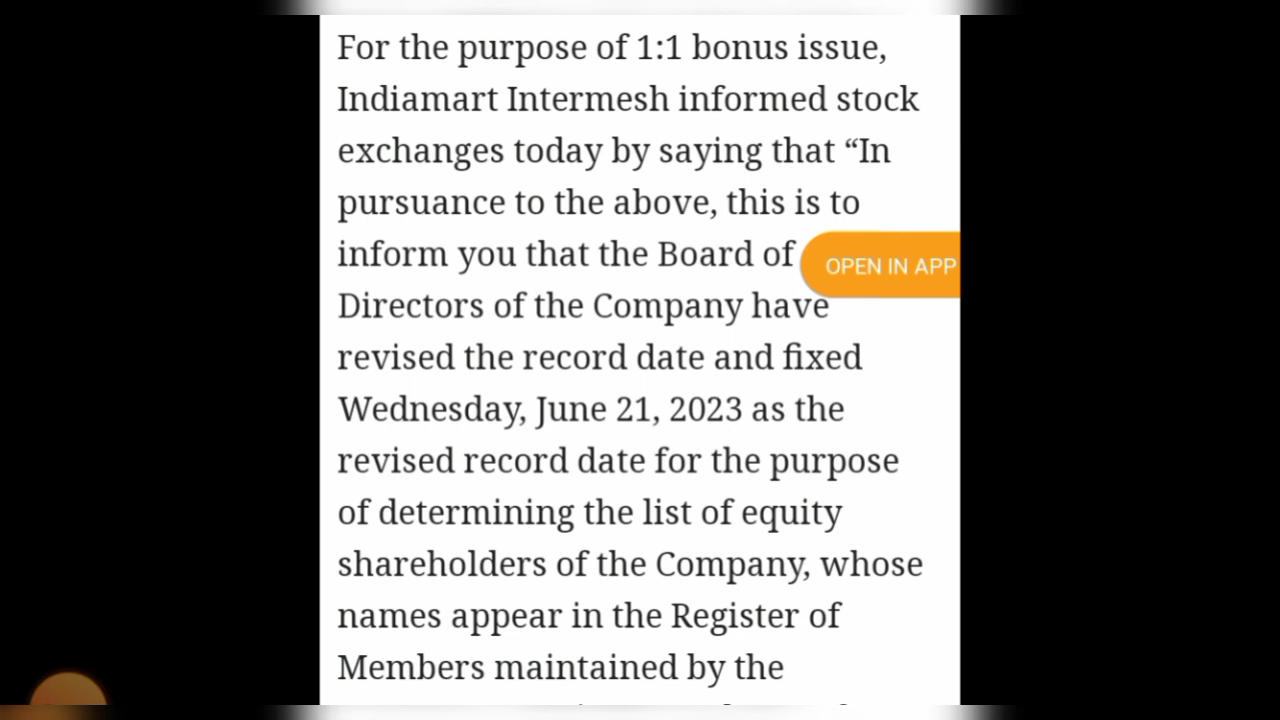 For the purpose of 1:1 bonus issue,
Indiamart Intermesh informed stock
exchanges today by saying that “In
pursuance to the above, this is to
inform you that the Board of
OPEN IN APP
Directors of the Company have
revised the record date and fixed
Wednesday, June 21, 2023 as the
revised record date for the purpose
of determining the list of equity
shareholders of the Company, whose
names appear in the Register of
Members maintained by the